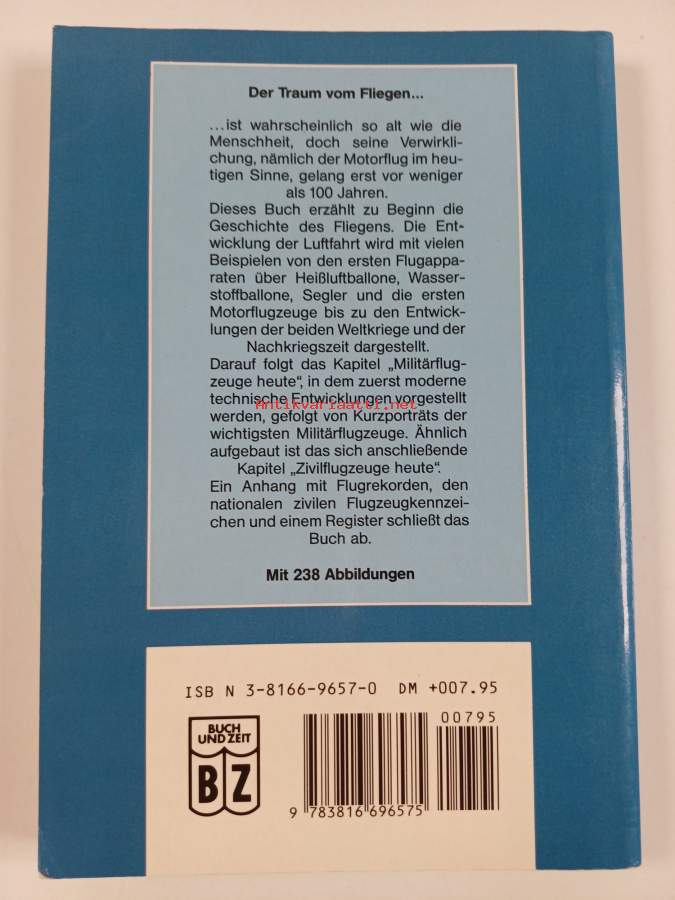 Der Traum vom Fliegen...
...ist wahrscheinlich so alt wie die
Menschheit, doch seine Verwirkli-
chung, nämlich der Motorflug im heu-
tigen Sinne, gelang erst vor weniger
als 100 Jahren.
Dieses Buch erzählt zu Beginn die
Geschichte des Fliegens. Die Ent-
wicklung der Luftfahrt wird mit vielen
Beispielen von den ersten Flugappa-
raten über Heißluftballone, Wasser-
stoffballone, Segler und die ersten
Motorflugzeuge bis zu den Entwick-
lungen der beiden Weltkriege und der
Nachkriegszeit dargestellt.
Darauf folgt das Kapitel „Militärflug-
zeuge heute“, in dem zuerst moderne
technische Entwicklungen vorgestellt
Antikvariaatti.net
werden, gefolgt von Kurzporträts der
wichtigsten Militärflugzeuge. Ähnlich
aufgebaut ist das sich anschließende
Kapitel „Zivilflugzeuge heute“.
Ein Anhang mit Flugrekorden, den
nationalen zivilen Flugzeugkennzei-
chen und einem Register schließt das
Buch ab.
Mit 238 Abbildungen
ISB N 3-8166-9657-0 DM +007.95
00795
BUCH
UND ZEIT
B Z
9 783816 696575